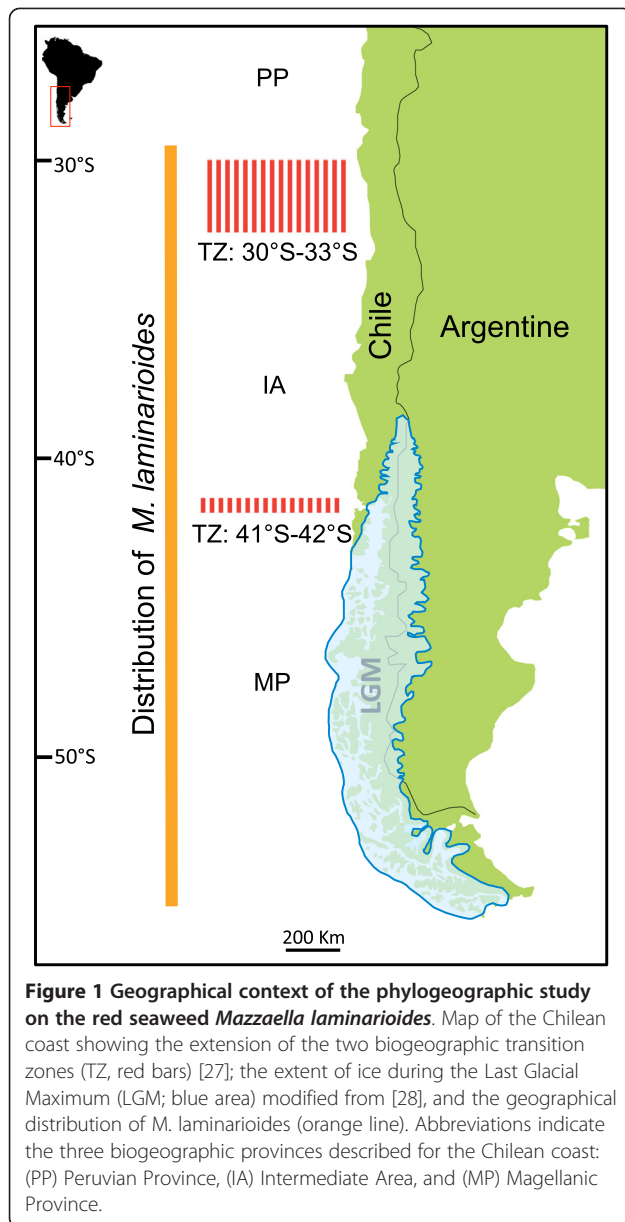 PP
30°S
TZ: 30°S-33°S
Distribution of M. laminarioides
Chile
Argentine
IA
40°S
TZ: 41°S-42°S
MP
LGM
50°S
200 Km
Figure 1 Geographical context of the phylogeographic study
on the red seaweed Mazzaella laminarioides. Map of the Chilean
coast showing the extension of the two biogeographic transition
zones (TZ, red bars) [27]; the extent of ice during the Last Glacial
Maximum (LGM; blue area) modified from [28], and the geographical
distribution of M. laminarioides (orange line). Abbreviations indicate
the three biogeographic provinces described for the Chilean coast:
(PP) Peruvian Province, (IA) Intermediate Area, and (MP) Magellanic
Province.